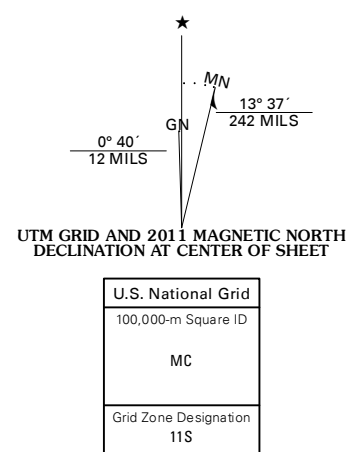 MN
13° 37´
242 MILS
GN
0° 40´
12 MILS
UTM GRID AND 2011 MAGNETIC NORTH
DECLINATION AT CENTER OF SHEET
U.S. National Grid
100,000-m Square ID
MC
Grid Zone Designation
11S